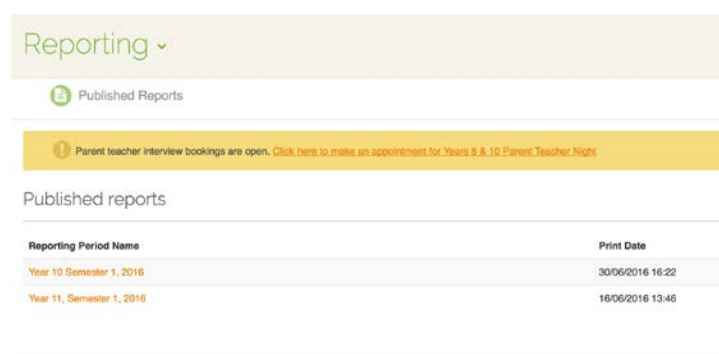 Reporting
Published Reports
Parent teacher interview bookings are open. Click here to make an appointment for Years 8 & 10 Parent Teacher Night
Published reports
Reporting Period Name Print Date
Year 10 Semester 1, 2016 30/06/2016 16:22
Year 11, Semester 1, 2016 16/06/2016 13:46